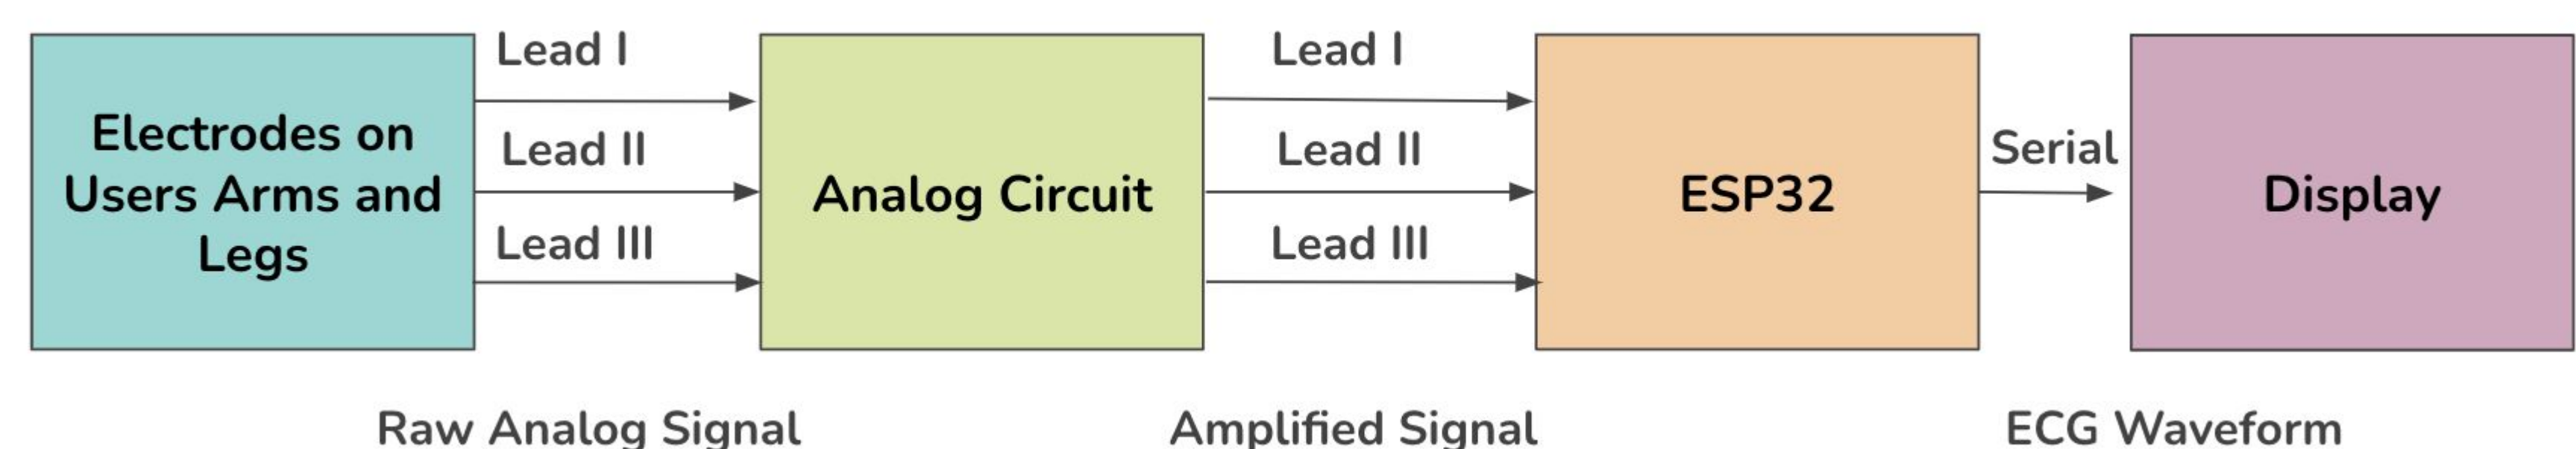 Electrodes on
Users Arms and
Legs
Lead I
Lead II
Lead III
Analog Circuit
Lead I
Lead II
Lead III
ESP32
Serial
Display
Raw Analog Signal
Amplified Signal
ECG Waveform